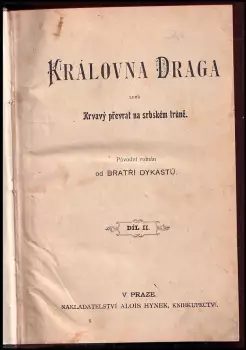 KRÁLOVNA DRAGA
aneb
Krvavý převrat na srbském trůně.
Původní román
od BRATŘÍ DYKASTŮ.
DÍL II.
V PRAZE.
NAKLADATELSTVÍ ALOIS HYNEK, KNIHKUPECTVÍ.